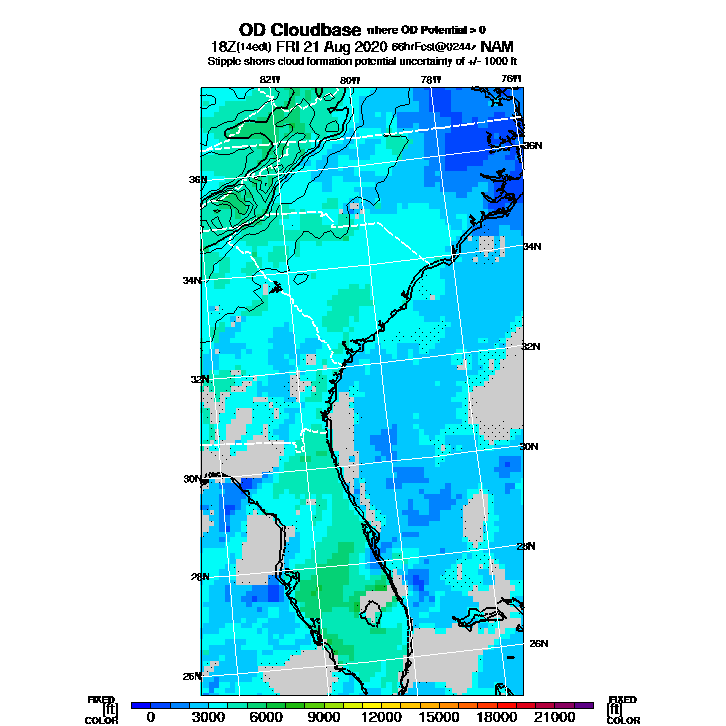 OD Cloudbase where OD Potential > 0
18Z(14edt) FRI 21 Aug 2020 66hrFcst@0244z NAM
Stipple shows cloud formation potential uncertainty of +/- 1000 ft
82W 80W 78W 76W
36N
36N
34N
34N
32N
32N
30N
30N
28N
28N
26N
26N
FIXED FIXED
[ft] [ft]
COLOR COLOR
0 3000 6000 9000 12000 15000 18000 21000